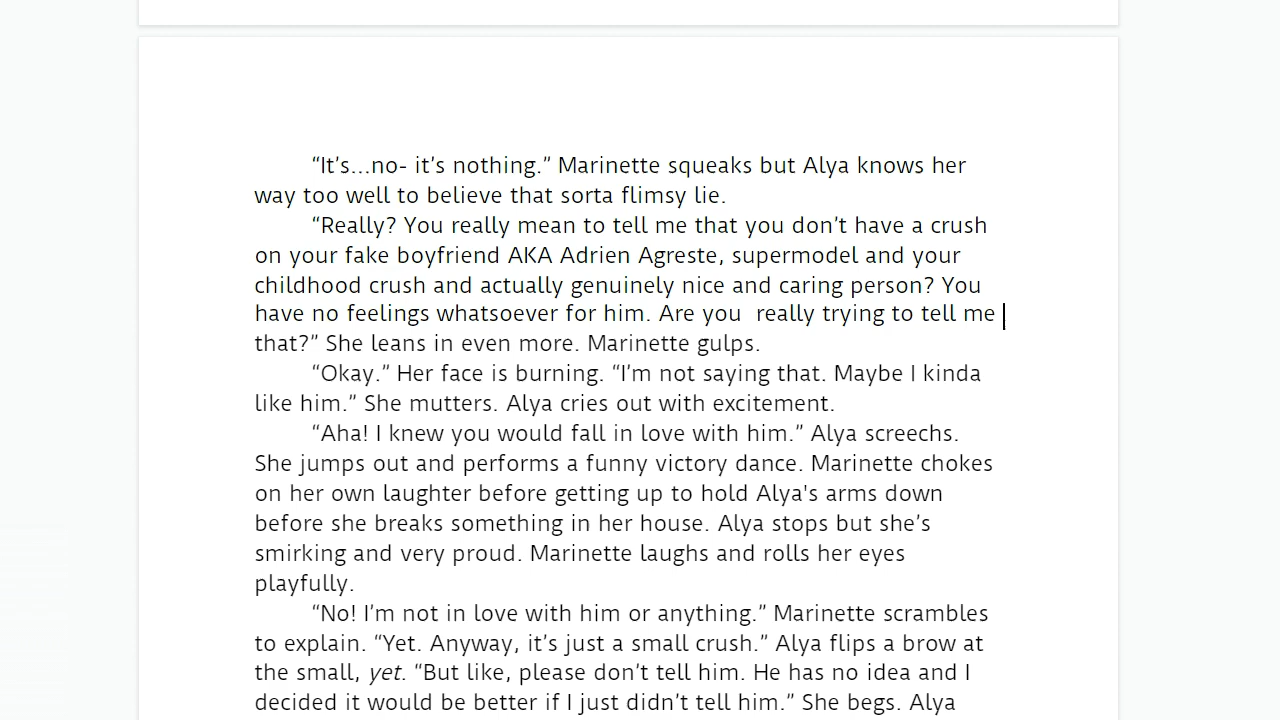 “It’s...no- it’s nothing.” Marinette squeaks but Alya knows her
way too well to believe that sorta flimsy lie.
“Really? You really mean to tell me that you don’t have a crush
on your fake boyfriend AKA Adrien Agreste, supermodel and your
childhood crush and actually genuinely nice and caring person? You
have no feelings whatsoever for him. Are you  really trying to tell me
that?” She leans in even more. Marinette gulps.
“Okay.” Her face is burning. “I’m not saying that. Maybe I kinda
like him.” She mutters. Alya cries out with excitement.
“Aha! I knew you would fall in love with him.” Alya screechs.
She jumps out and performs a funny victory dance. Marinette chokes
on her own laughter before getting up to hold Alya's arms down
before she breaks something in her house. Alya stops but she’s
smirking and very proud. Marinette laughs and rolls her eyes
playfully.
“No! I’m not in love with him or anything.” Marinette scrambles
to explain. “Yet. Anyway, it’s just a small crush.” Alya flips a brow at
the small, yet. “But like, please don’t tell him. He has no idea and I
decided it would be better if I just didn’t tell him.” She begs. Alya